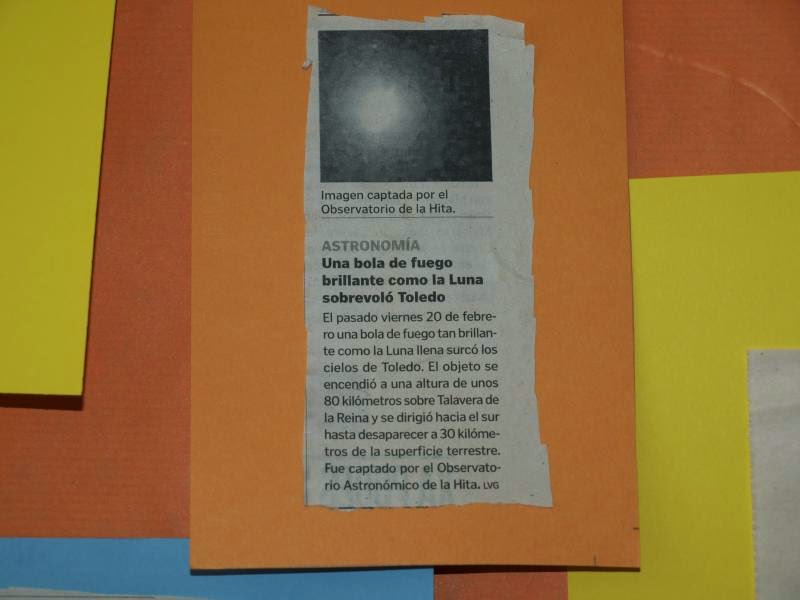 Imagen captada por el
Observatorio de la Hita.
ASTRONOMÍA
Una bola de fuego
brillante como la Luna
sobrevoló Toledo
El pasado viernes 20 de febre-
ro una bola de fuego tan brillan-
te como la Luna llena surcó los
cielos de Toledo. El objeto se
encendió a una altura de unos
80 kilómetros sobre Talavera de
la Reina y se dirigió hacia el sur
hasta desaparecer a 30 kilóme-
tros de la superficie terrestre.
Fue captado por el Observato-
rio Astronómico de la Hita. LVG